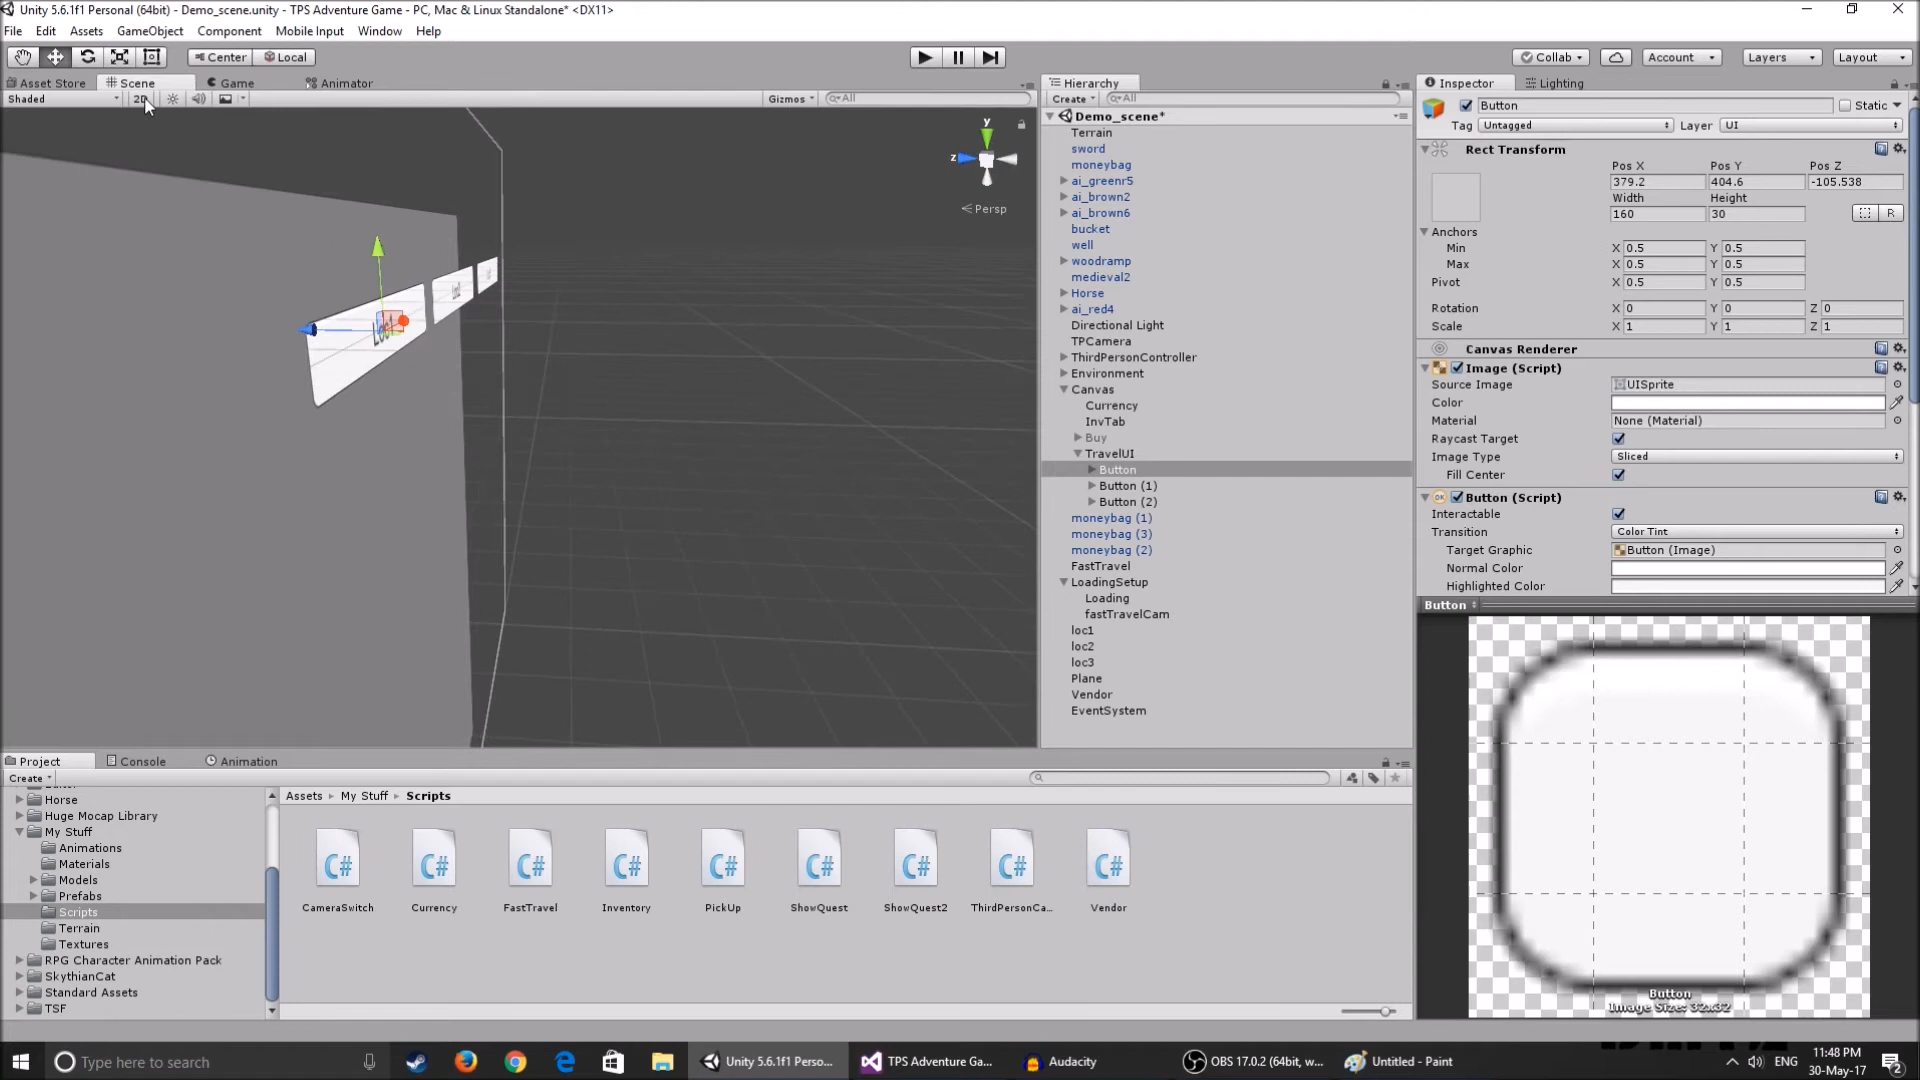 Unity 5.6.1f1 Personal (64bit) - Demo_scene.unity - TPS Adventure Game - PC, Mac & Linux Standalone* <DX11>
File Edit Assets GameObject Component Mobile Input Window Help
Center Local Collab Account Layers Layout
Asset Store Scene Game Animator
Shaded 2D Gizmos All
y
z
Persp
Loc1
Hierarchy
Create All
Demo_scene*
Terrain
sword
moneybag
ai_greenr5
ai_brown2
ai_brown6
bucket
well
woodramp
medieval2
Horse
ai_red4
Directional Light
TPCamera
ThirdPersonController
Environment
Canvas
Currency
InvTab
Buy
TravelUI
Button
Button (1)
Button (2)
moneybag (1)
moneybag (3)
moneybag (2)
FastTravel
LoadingSetup
Loading
fastTravelCam
loc1
loc2
loc3
Plane
Vendor
EventSystem
Inspector Lighting
Button Static
Tag Untagged Layer UI
Rect Transform
Pos X Pos Y Pos Z
379.2 404.6 -105.538
Width Height
160 30 R
Anchors
Min X 0.5 Y 0.5
Max X 0.5 Y 0.5
Pivot X 0.5 Y 0.5
Rotation X 0 Y 0 Z 0
Scale X 1 Y 1 Z 1
Canvas Renderer
Image (Script)
Source Image UISprite
Color
Material None (Material)
Raycast Target
Image Type Sliced
Fill Center
Button (Script)
Interactable
Transition Color Tint
Target Graphic Button (Image)
Normal Color
Highlighted Color
Button
Button
Image Size: 32x32
Project Console Animation
Create
Horse
Huge Mocap Library
My Stuff
Animations
Materials
Models
Prefabs
Scripts
Terrain
Textures
RPG Character Animation Pack
SkythianCat
Standard Assets
TSF
Assets My Stuff Scripts
C# C# C# C# C# C# C# C# C#
CameraSwitch Currency FastTravel Inventory PickUp ShowQuest ShowQuest2 ThirdPersonCa... Vendor
Type here to search
Unity 5.6.1f1 Perso... TPS Adventure Ga... Audacity OBS 17.0.2 (64bit, w... Untitled - Paint
ENG 11:48 PM
30-May-17
2